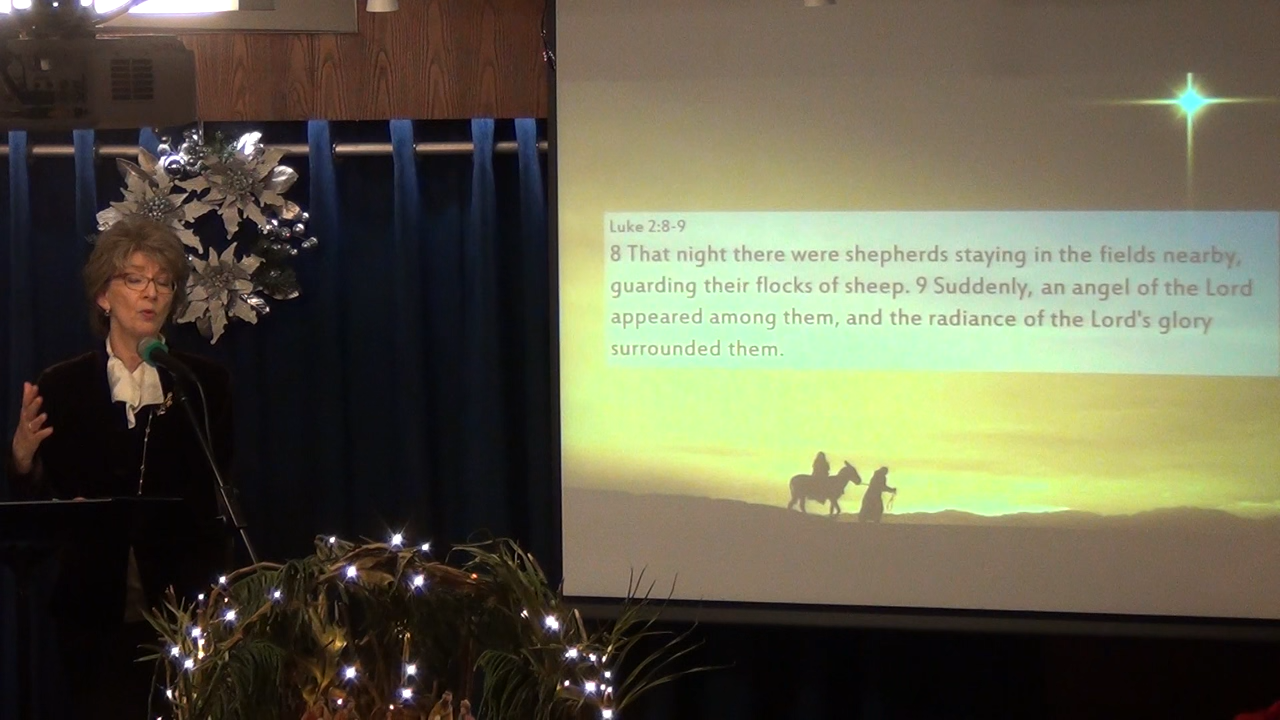 Luke 2:8-9
8 That night there were shepherds staying in the fields nearby,
guarding their flocks of sheep. 9 Suddenly, an angel of the Lord
appeared among them, and the radiance of the Lord's glory
surrounded them.